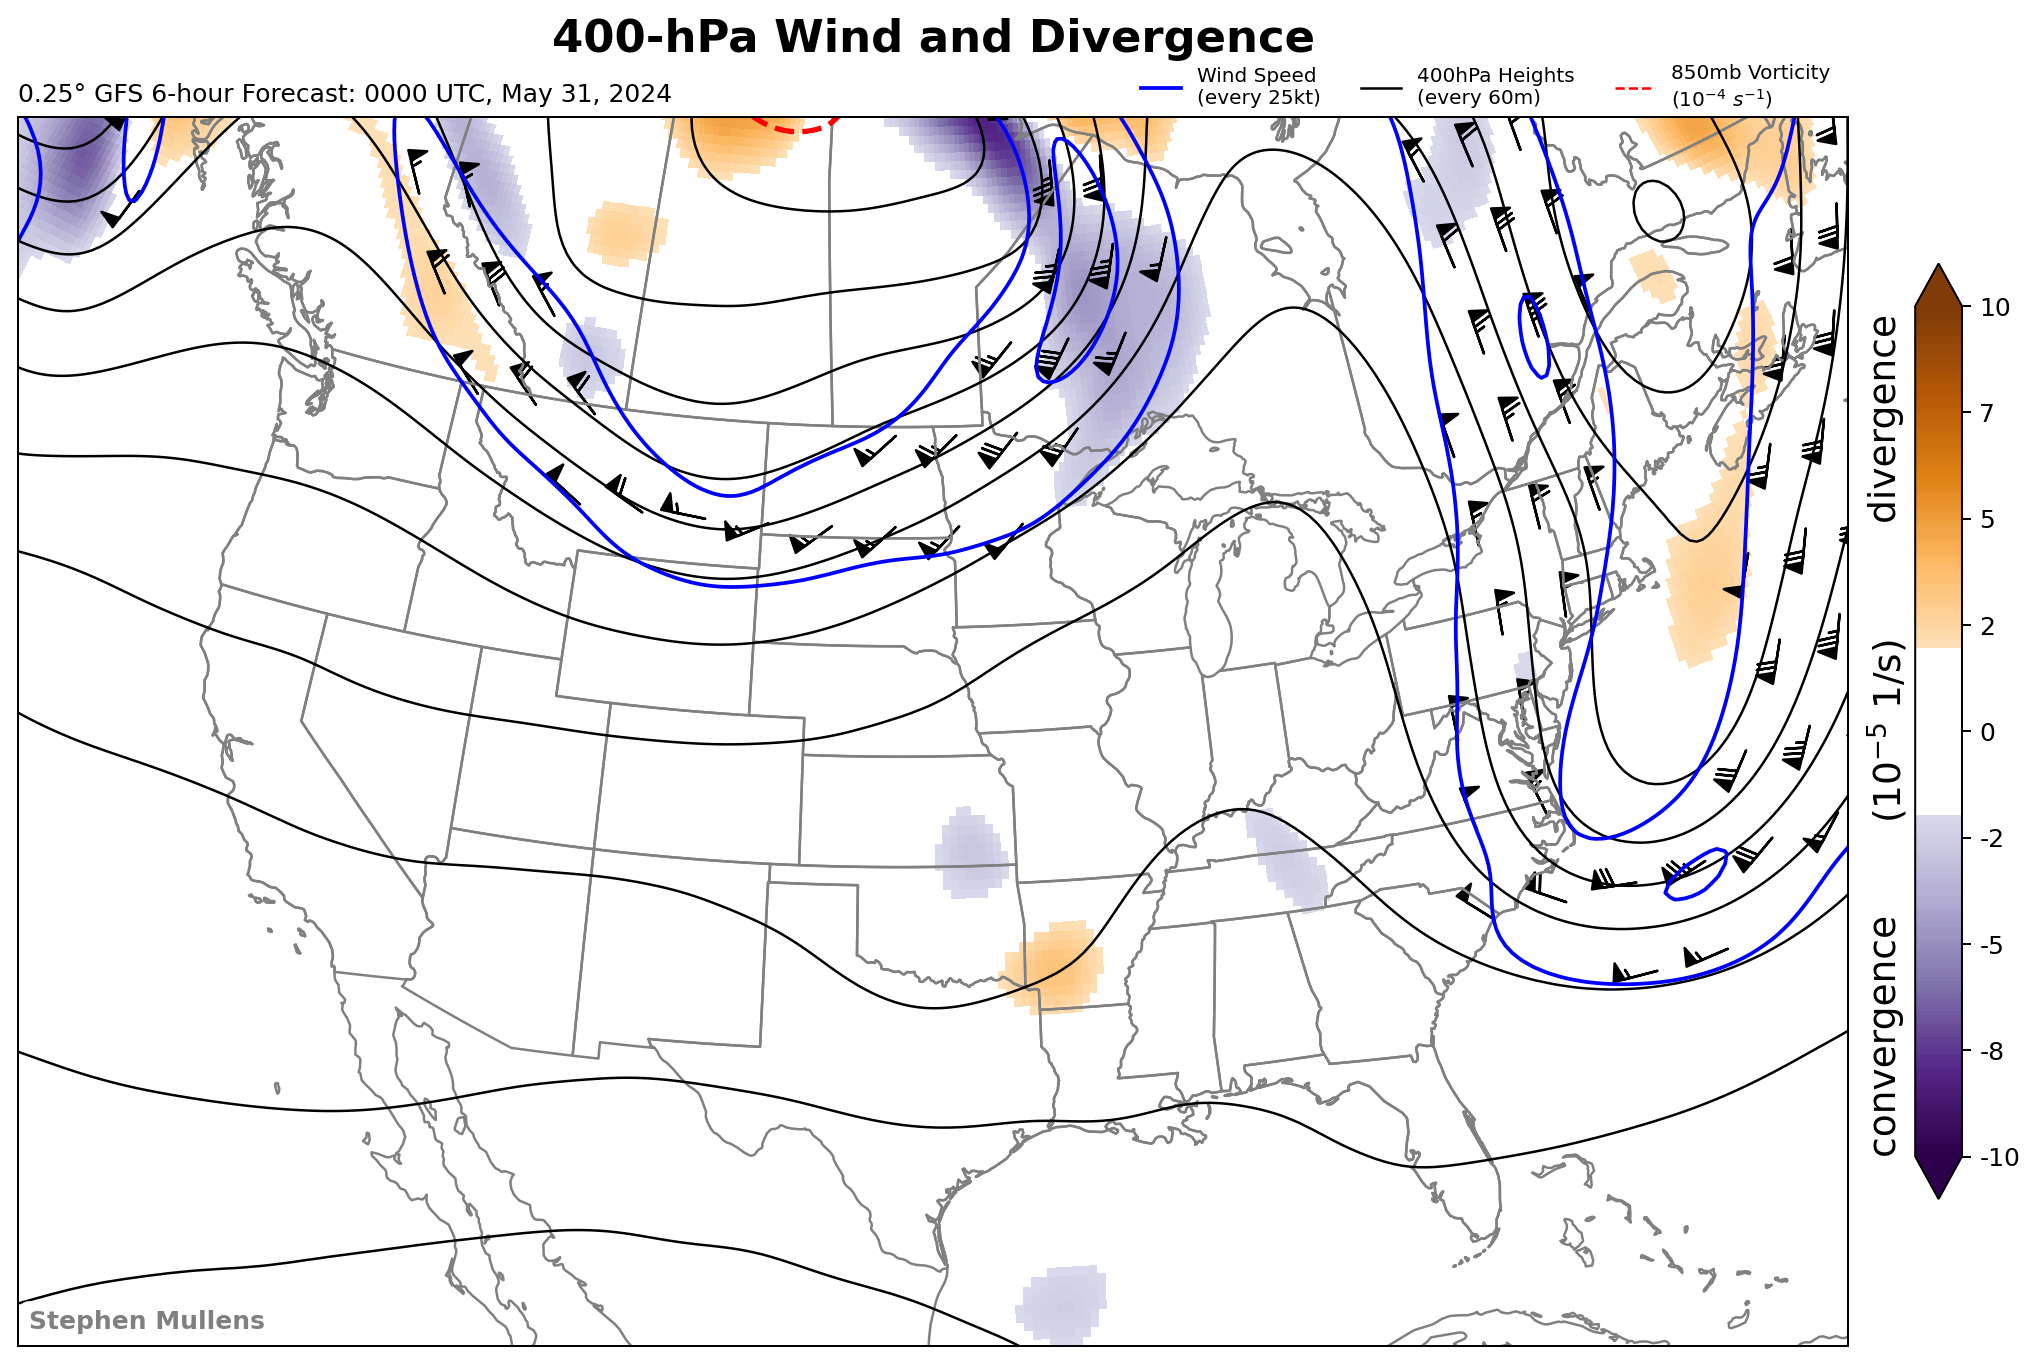 400-hPa Wind and Divergence
0.25° GFS 6-hour Forecast: 0000 UTC, May 31, 2024
Wind Speed
(every 25kt)
400hPa Heights
(every 60m)
850mb Vorticity
(10⁻⁴ s⁻¹)
10
7
5
2
0
-2
-5
-8
-10
convergence (10⁻⁵ 1/s) divergence
Stephen Mullens